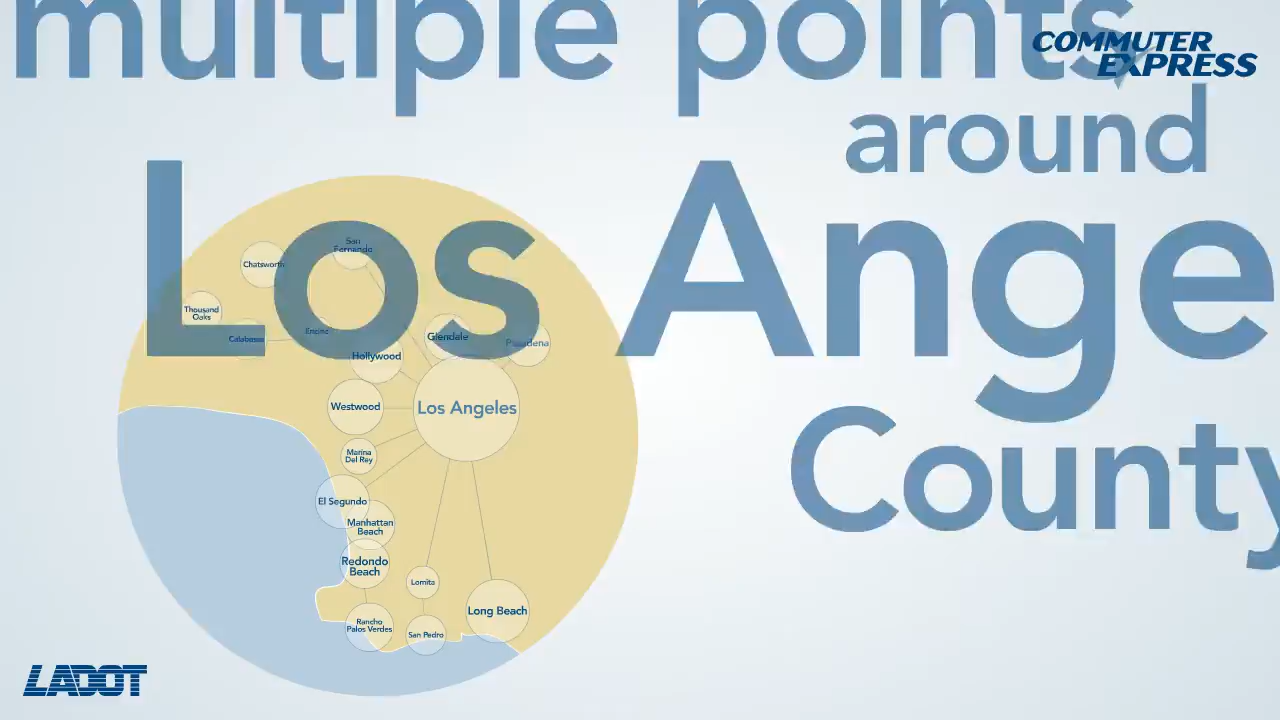 multiple points
COMMUTER
EXPRESS
around
Los Ange
County
San
Fernando
Chatsworth
Thousand
Oaks
Calabasas
Encino
Glendale
Pasadena
Hollywood
Westwood
Los Angeles
Marina
Del Rey
El Segundo
Manhattan
Beach
Redondo
Beach
Lomita
Long Beach
Rancho
Palos Verdes
San Pedro
LADOT